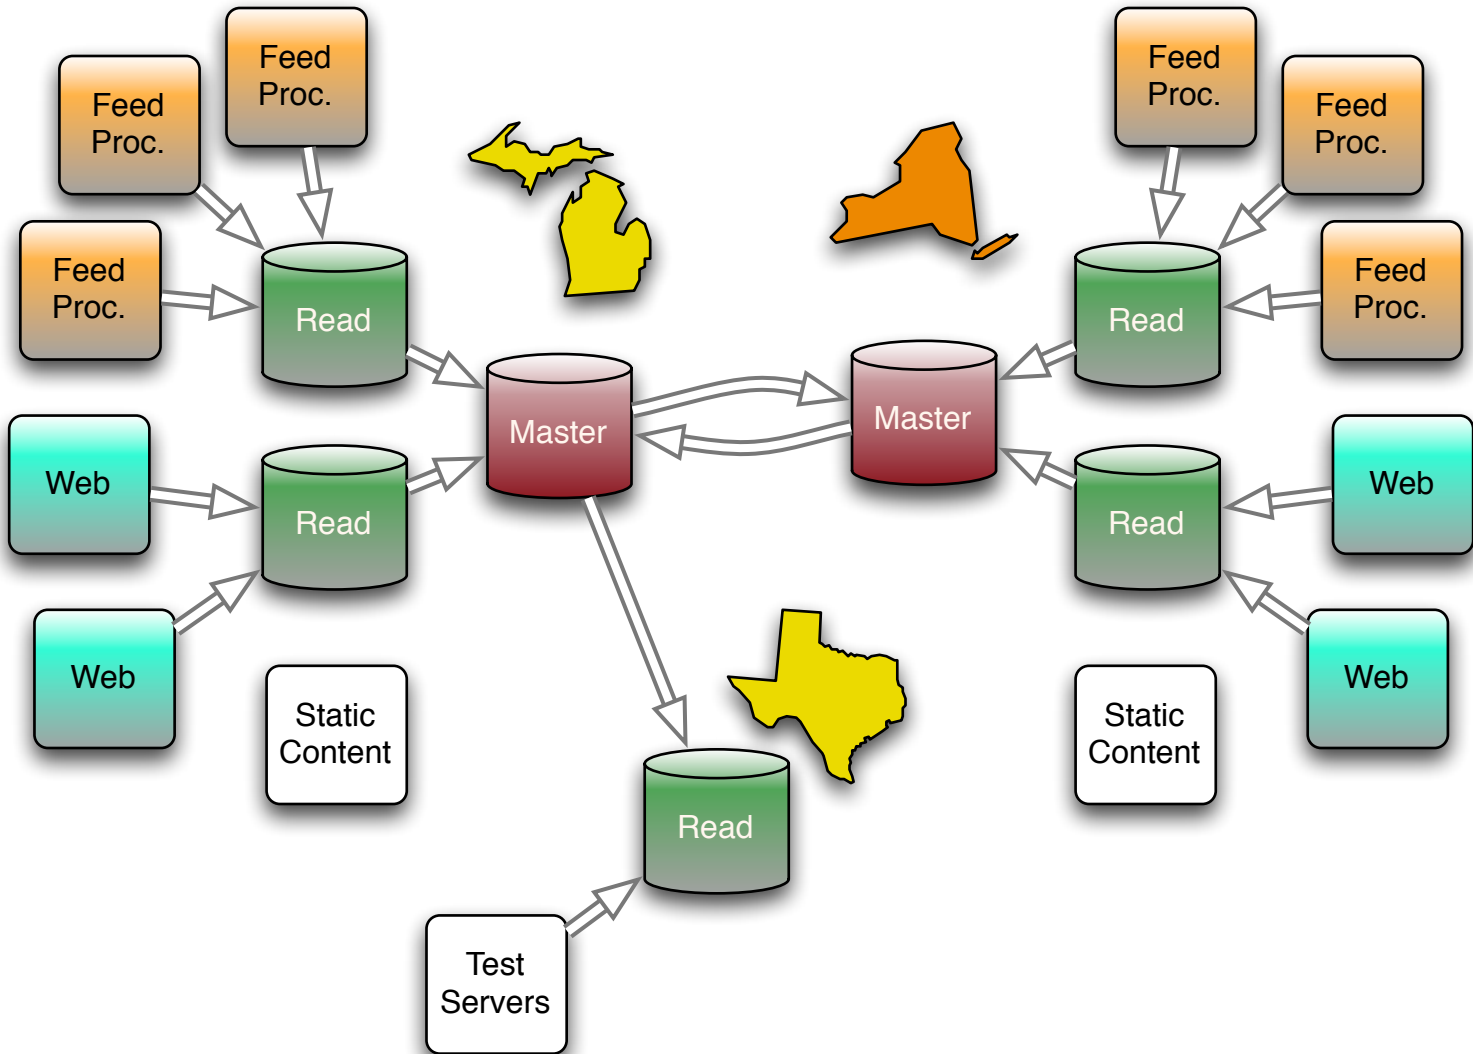 Feed
Proc.
Feed
Proc.
Feed
Proc.
Feed
Proc.
Feed
Proc.
Feed
Proc.
Read
Read
Master
Master
Web
Read
Read
Web
Web
Static
Content
Static
Content
Web
Read
Test
Servers